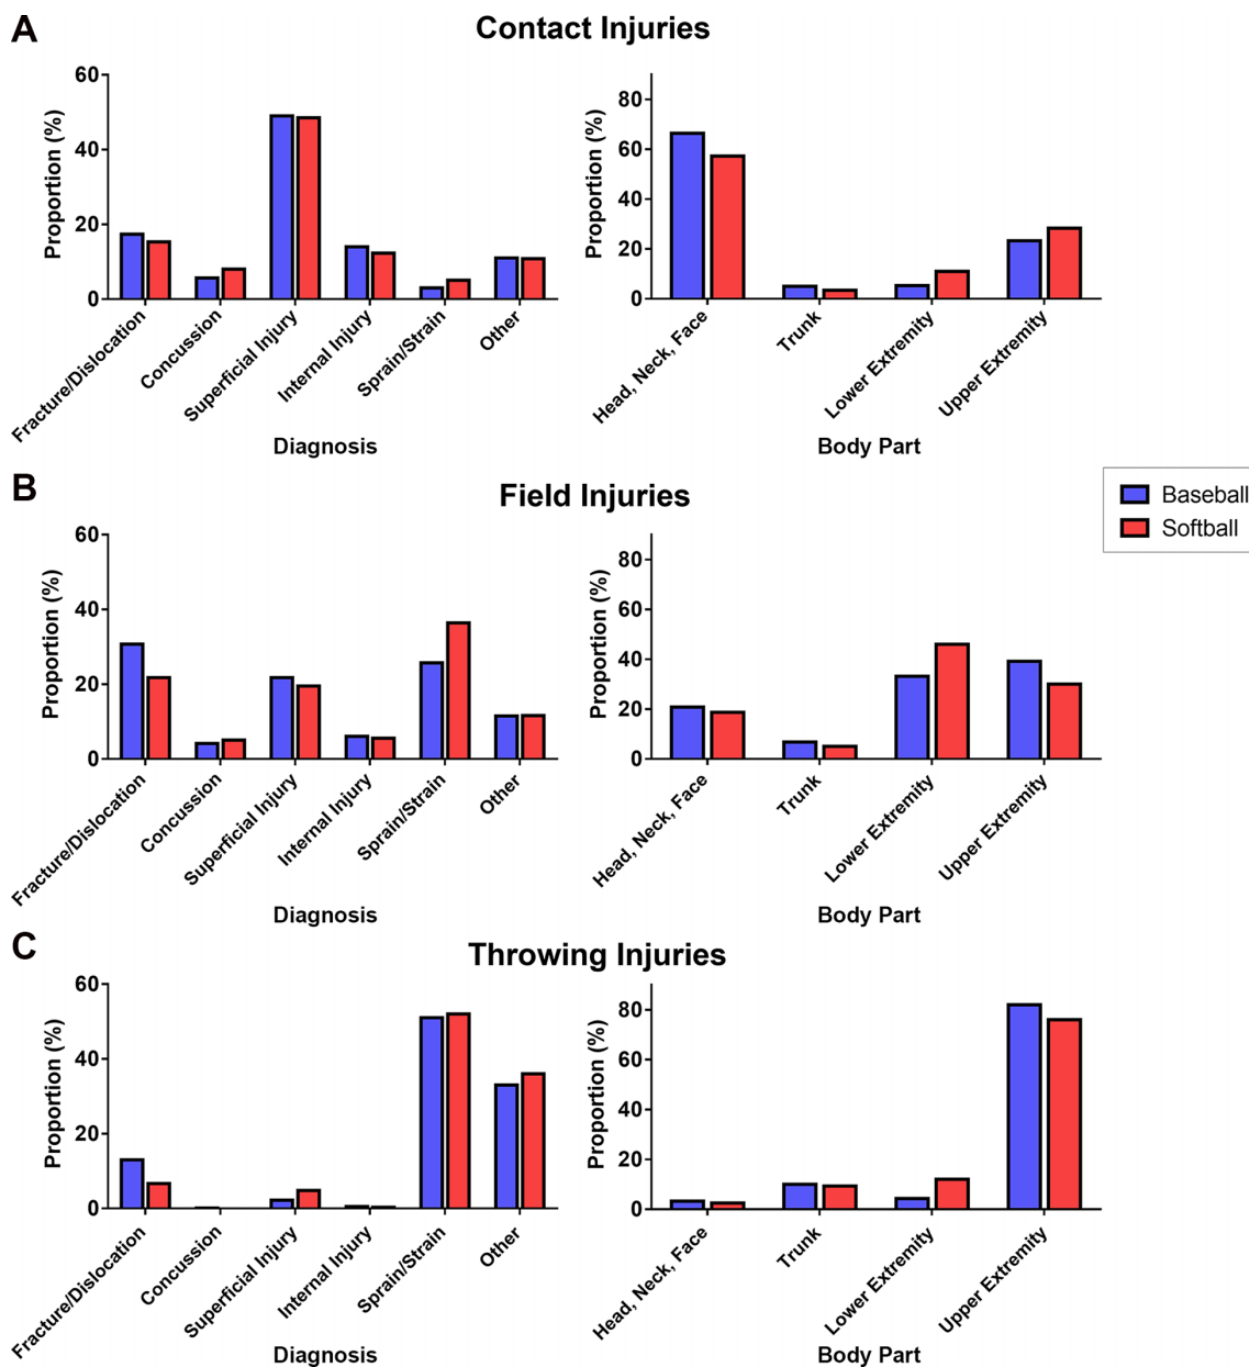 A
Contact Injuries
Proportion (%)
60
40
20
0
Fracture/Dislocation
Concussion
Superficial Injury
Internal Injury
Sprain/Strain
Other
Diagnosis
Proportion (%)
80
60
40
20
0
Head, Neck, Face
Trunk
Lower Extremity
Upper Extremity
Body Part
B
Field Injuries
Proportion (%)
60
40
20
0
Fracture/Dislocation
Concussion
Superficial Injury
Internal Injury
Sprain/Strain
Other
Diagnosis
Proportion (%)
80
60
40
20
0
Head, Neck, Face
Trunk
Lower Extremity
Upper Extremity
Body Part
Baseball
Softball
C
Throwing Injuries
Proportion (%)
60
40
20
0
Fracture/Dislocation
Concussion
Superficial Injury
Internal Injury
Sprain/Strain
Other
Diagnosis
Proportion (%)
80
60
40
20
0
Head, Neck, Face
Trunk
Lower Extremity
Upper Extremity
Body Part